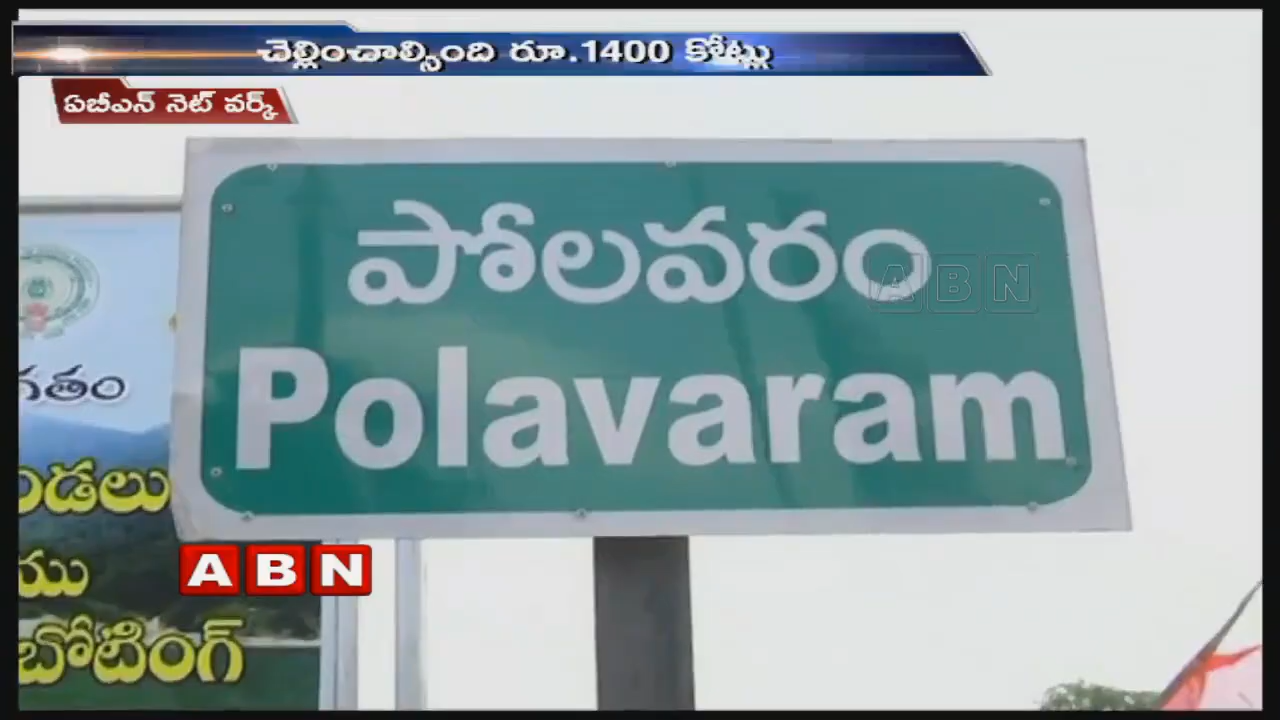 చెల్లించాల్సింది రూ.1400 కోట్లు
ఏబీఎన్ నెట్ వర్క్
పోలవరం
ABN
Polavaram
బోటింగ్
ABN